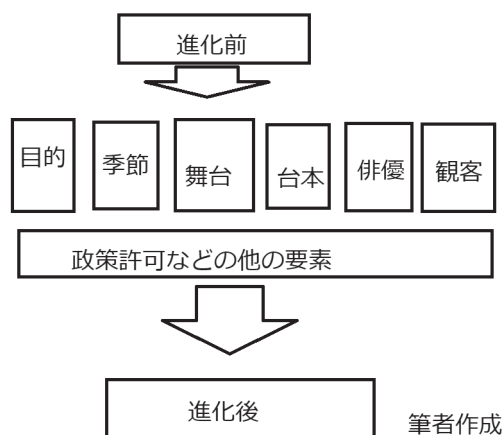 進化前
目的 季節 舞台 台本 俳優 観客
政策許可などの他の要素
進化後
筆者作成